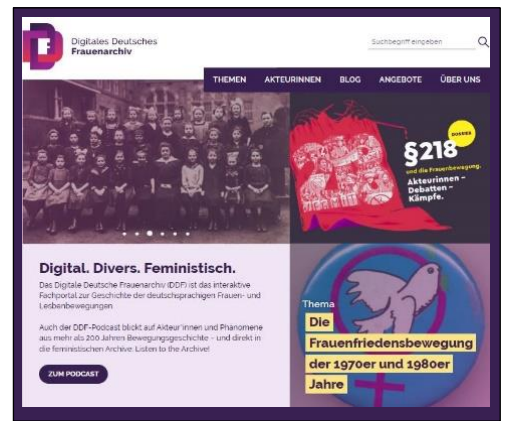 Digitales Deutsches
Frauenarchiv
Suchbegriff eingeben
THEMEN AKTEURINNEN BLOG ANGEBOTE ÜBER UNS
DOSSIER
§218
und die Frauenbewegung.
Akteurinnen –
Debatten –
Kämpfe.
Digital. Divers. Feministisch.
Das Digitale Deutsche Frauenarchiv (DDF) ist das interaktive
Fachportal zur Geschichte der deutschsprachigen Frauen- und
Lesbenbewegungen.
Auch der DDF-Podcast blickt auf Akteur*innen und Phänomene
aus mehr als 200 Jahren Bewegungsgeschichte – und direkt in
die feministischen Archive: Listen to the Archive!
ZUM PODCAST
Thema
Die
Frauenfriedensbewegung
der 1970er und 1980er
Jahre